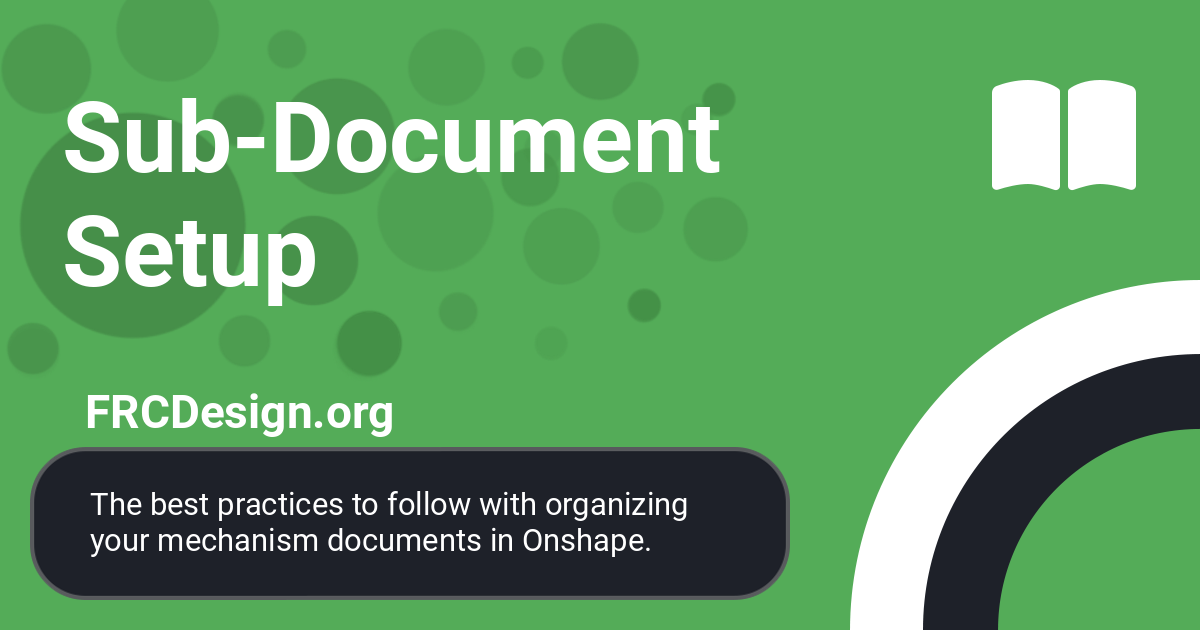 Sub-Document
Setup
FRCDesign.org
The best practices to follow with organizing
your mechanism documents in Onshape.